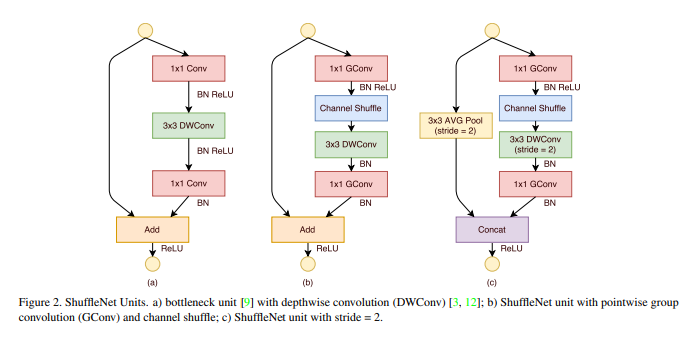 1x1 Conv
BN ReLU
3x3 DWConv
BN ReLU
1x1 Conv
BN
Add
ReLU
(a)
1x1 GConv
BN ReLU
Channel Shuffle
3x3 DWConv
BN
1x1 GConv
BN
Add
ReLU
(b)
3x3 AVG Pool
(stride = 2)
1x1 GConv
BN ReLU
Channel Shuffle
3x3 DWConv
(stride = 2)
BN
1x1 GConv
BN
Concat
ReLU
(c)
Figure 2. ShuffleNet Units. a) bottleneck unit [9] with depthwise convolution (DWConv) [3, 12]; b) ShuffleNet unit with pointwise group
convolution (GConv) and channel shuffle; c) ShuffleNet unit with stride = 2.